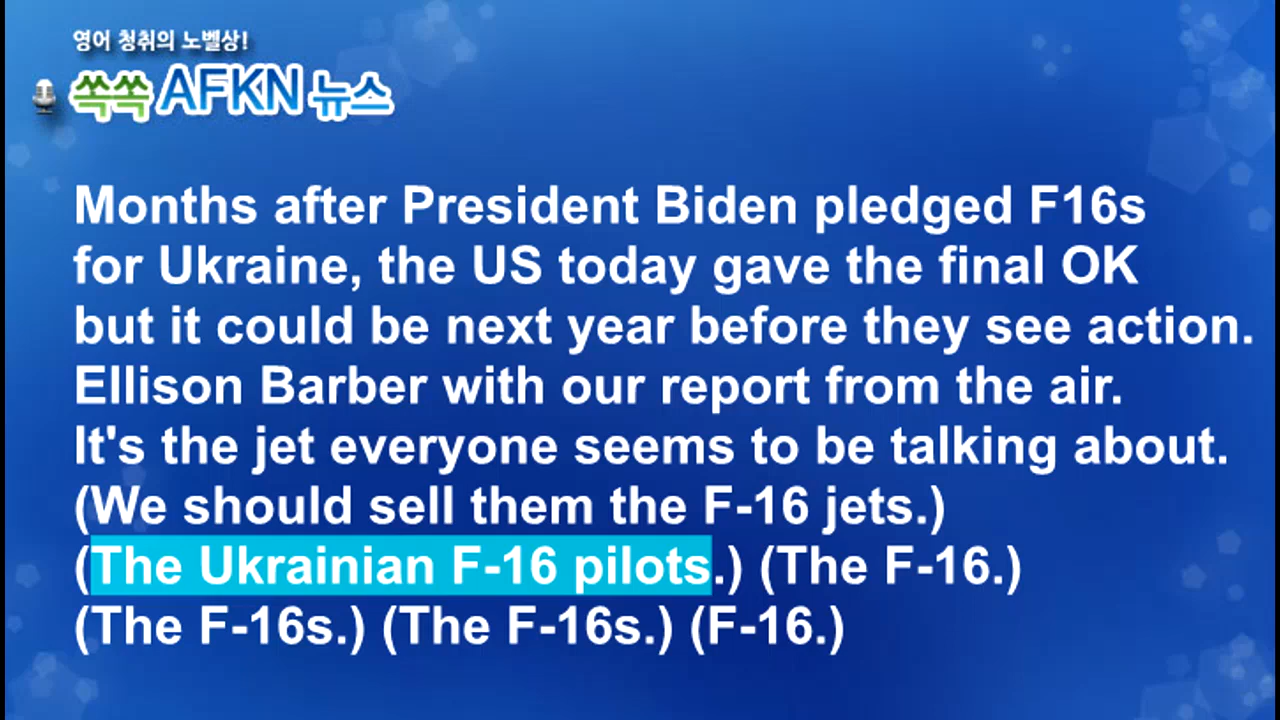 영어 청취의 노벨상!
쏙쏙 AFKN 뉴스
Months after President Biden pledged F16s
for Ukraine, the US today gave the final OK
but it could be next year before they see action.
Ellison Barber with our report from the air.
It's the jet everyone seems to be talking about.
(We should sell them the F-16 jets.)
(The Ukrainian F-16 pilots.) (The F-16.)
(The F-16s.) (The F-16s.) (F-16.)